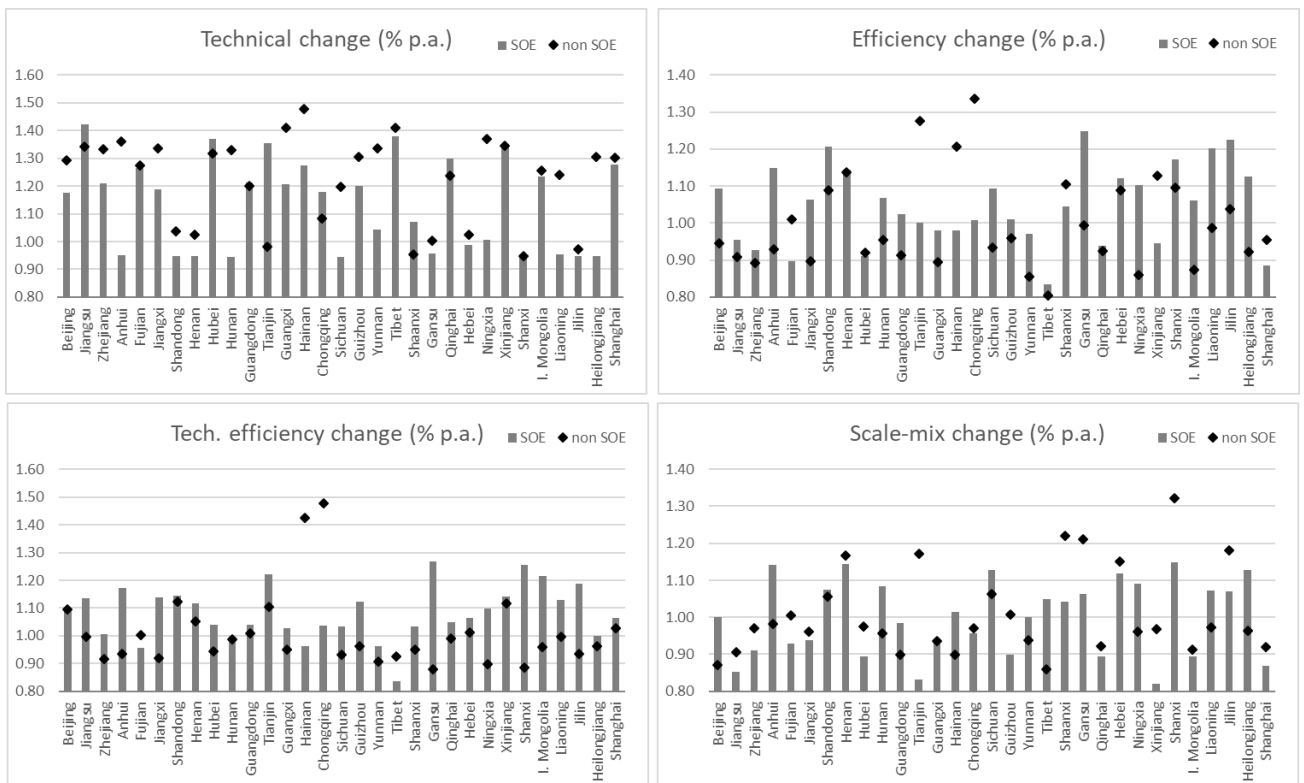 Technical change (% p.a.)
SOE
non SOE
1.60
1.50
1.40
1.30
1.20
1.10
1.00
0.90
0.80
Beijing
Jiangsu
Zhejiang
Anhui
Fujian
Jiangxi
Shandong
Henan
Hubei
Hunan
Guangdong
Tianjin
Guangxi
Hainan
Chongqing
Sichuan
Guizhou
Yunnan
Tibet
Shaanxi
Gansu
Qinghai
Hebei
Ningxia
Xinjiang
Shanxi
I. Mongolia
Liaoning
Jilin
Heilongjiang
Shanghai
Efficiency change (% p.a.)
SOE
non SOE
1.40
1.30
1.20
1.10
1.00
0.90
0.80
Beijing
Jiangsu
Zhejiang
Anhui
Fujian
Jiangxi
Shandong
Henan
Hubei
Hunan
Guangdong
Tianjin
Guangxi
Hainan
Chongqing
Sichuan
Guizhou
Yunnan
Tibet
Shaanxi
Gansu
Qinghai
Hebei
Ningxia
Xinjiang
Shanxi
I. Mongolia
Liaoning
Jilin
Heilongjiang
Shanghai
Tech. efficiency change (% p.a.)
SOE
non SOE
1.60
1.50
1.40
1.30
1.20
1.10
1.00
0.90
0.80
Beijing
Jiangsu
Zhejiang
Anhui
Fujian
Jiangxi
Shandong
Henan
Hubei
Hunan
Guangdong
Tianjin
Guangxi
Hainan
Chongqing
Sichuan
Guizhou
Yunnan
Tibet
Shaanxi
Gansu
Qinghai
Hebei
Ningxia
Xinjiang
Shanxi
I. Mongolia
Liaoning
Jilin
Heilongjiang
Shanghai
Scale-mix change (% p.a.)
SOE
non SOE
1.40
1.30
1.20
1.10
1.00
0.90
0.80
Beijing
Jiangsu
Zhejiang
Anhui
Fujian
Jiangxi
Shandong
Henan
Hubei
Hunan
Guangdong
Tianjin
Guangxi
Hainan
Chongqing
Sichuan
Guizhou
Yunnan
Tibet
Shaanxi
Gansu
Qinghai
Hebei
Ningxia
Xinjiang
Shanxi
I. Mongolia
Liaoning
Jilin
Heilongjiang
Shanghai